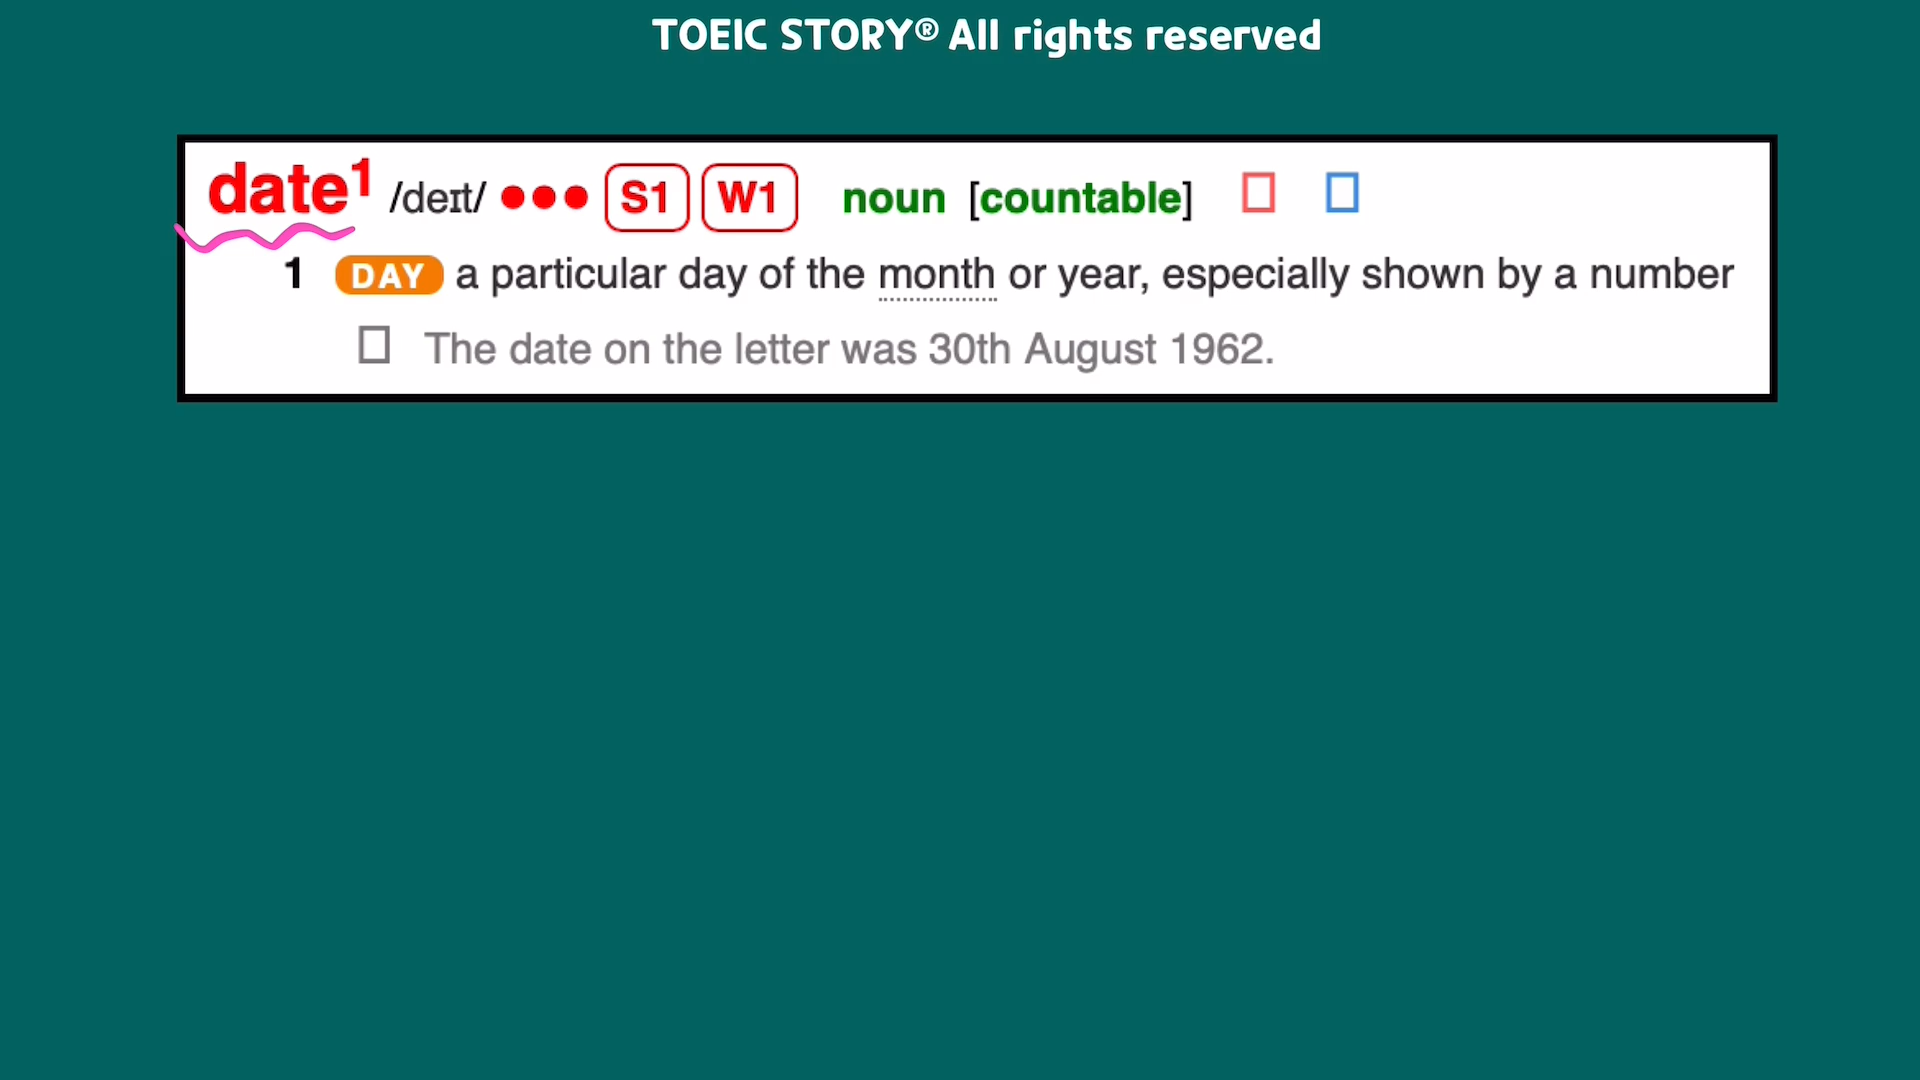 TOEIC STORY® All rights reserved
date¹ /deɪt/ ●●● S1 W1 noun [countable]
1 DAY a particular day of the month or year, especially shown by a number
The date on the letter was 30th August 1962.